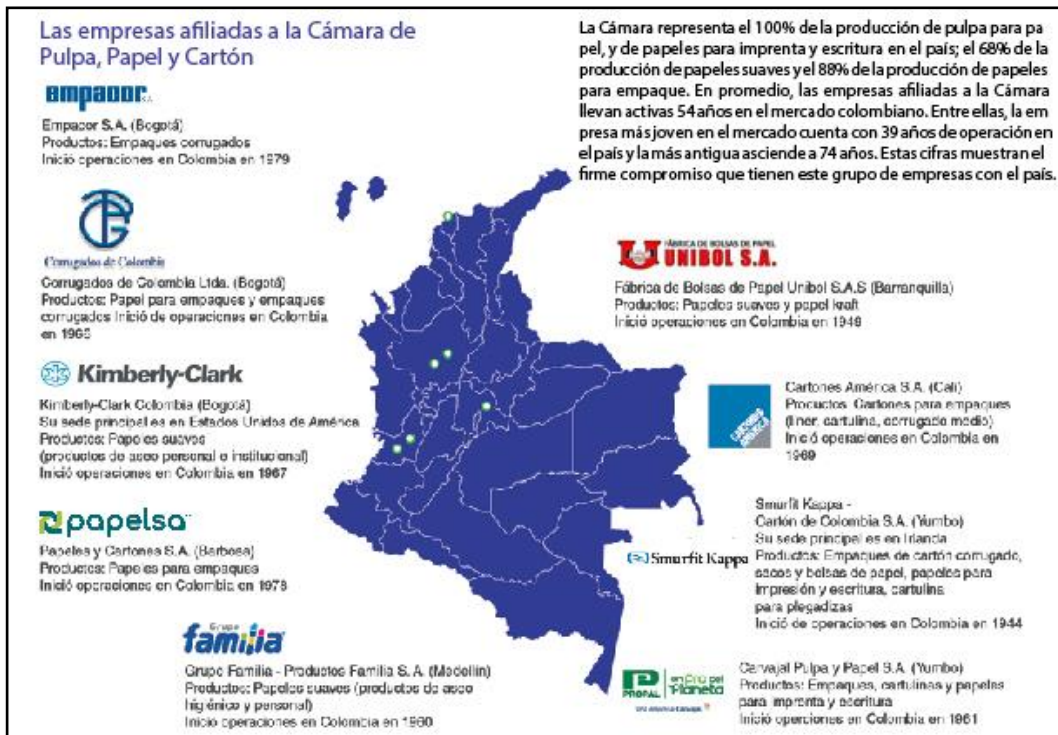 Las empresas afiliadas a la Cámara de
Pulpa, Papel y Cartón
La Cámara representa el 100% de la producción de pulpa para pa
pel, y de papeles para imprenta y escritura en el país; el 68% de la
producción de papeles suaves y el 88% de la producción de papeles
para empaque. En promedio, las empresas afiliadas a la Cámara
llevan activas 54 años en el mercado colombiano. Entre ellas, la em
presa más joven en el mercado cuenta con 39 años de operación en
el país y la más antigua asciende a 74 años. Estas cifras muestran el
firme compromiso que tienen este grupo de empresas con el país.
empacor S.A.
Empacor S.A. (Bogotá)
Productos: Empaques corrugados
Inició operaciones en Colombia en 1979
Corrugados de Colombia
Corrugados de Colombia Ltda. (Bogotá)
Productos: Papel para empaques y empaques
corrugados Inició de operaciones en Colombia
en 1965
Kimberly-Clark
Kimberly-Clark Colombia (Bogotá)
Su sede principal es en Estados Unidos de América
Productos: Papeles suaves
(productos de aseo personal e institucional)
Inició operaciones en Colombia en 1967
papelsa
Papeles y Cartones S.A. (Barbosa)
Productos: Papeles para empaques
Inició operaciones en Colombia en 1978
Grupo
familia
Grupo Familia - Productos Familia S. A. (Medellín)
Productos: Papeles suaves (productos de aseo
higiénico y personal)
Inició operaciones en Colombia en 1960
FÁBRICA DE BOLSAS DE PAPEL
UNIBOL S.A.
Fábrica de Bolsas de Papel Unibol S.A.S (Barranquilla)
Productos: Papeles suaves y papel kraft
Inició operaciones en Colombia en 1949
CARTONES
AMÉRICA
Cartones América S.A. (Cali)
Productos. Cartones para empaques
(liner, cartulina, corrugado medio)
Inició operaciones en Colombia en
1969
Smurfit Kappa
Smurfit Kappa -
Cartón de Colombia S.A. (Yumbo)
Su sede principal es en Irlanda
Productos: Empaques de cartón corrugado,
sacos y bolsas de papel, papeles para
impresión y escritura, cartulina
para plegadizas
Inició de operaciones en Colombia en 1944
PROPAL
en Pro del
Planeta
Carvajal Pulpa y Papel S.A. (Yumbo)
Productos: Empaques, cartulinas y papeles
para imprenta y escritura
Inició operciones en Colombia en 1961